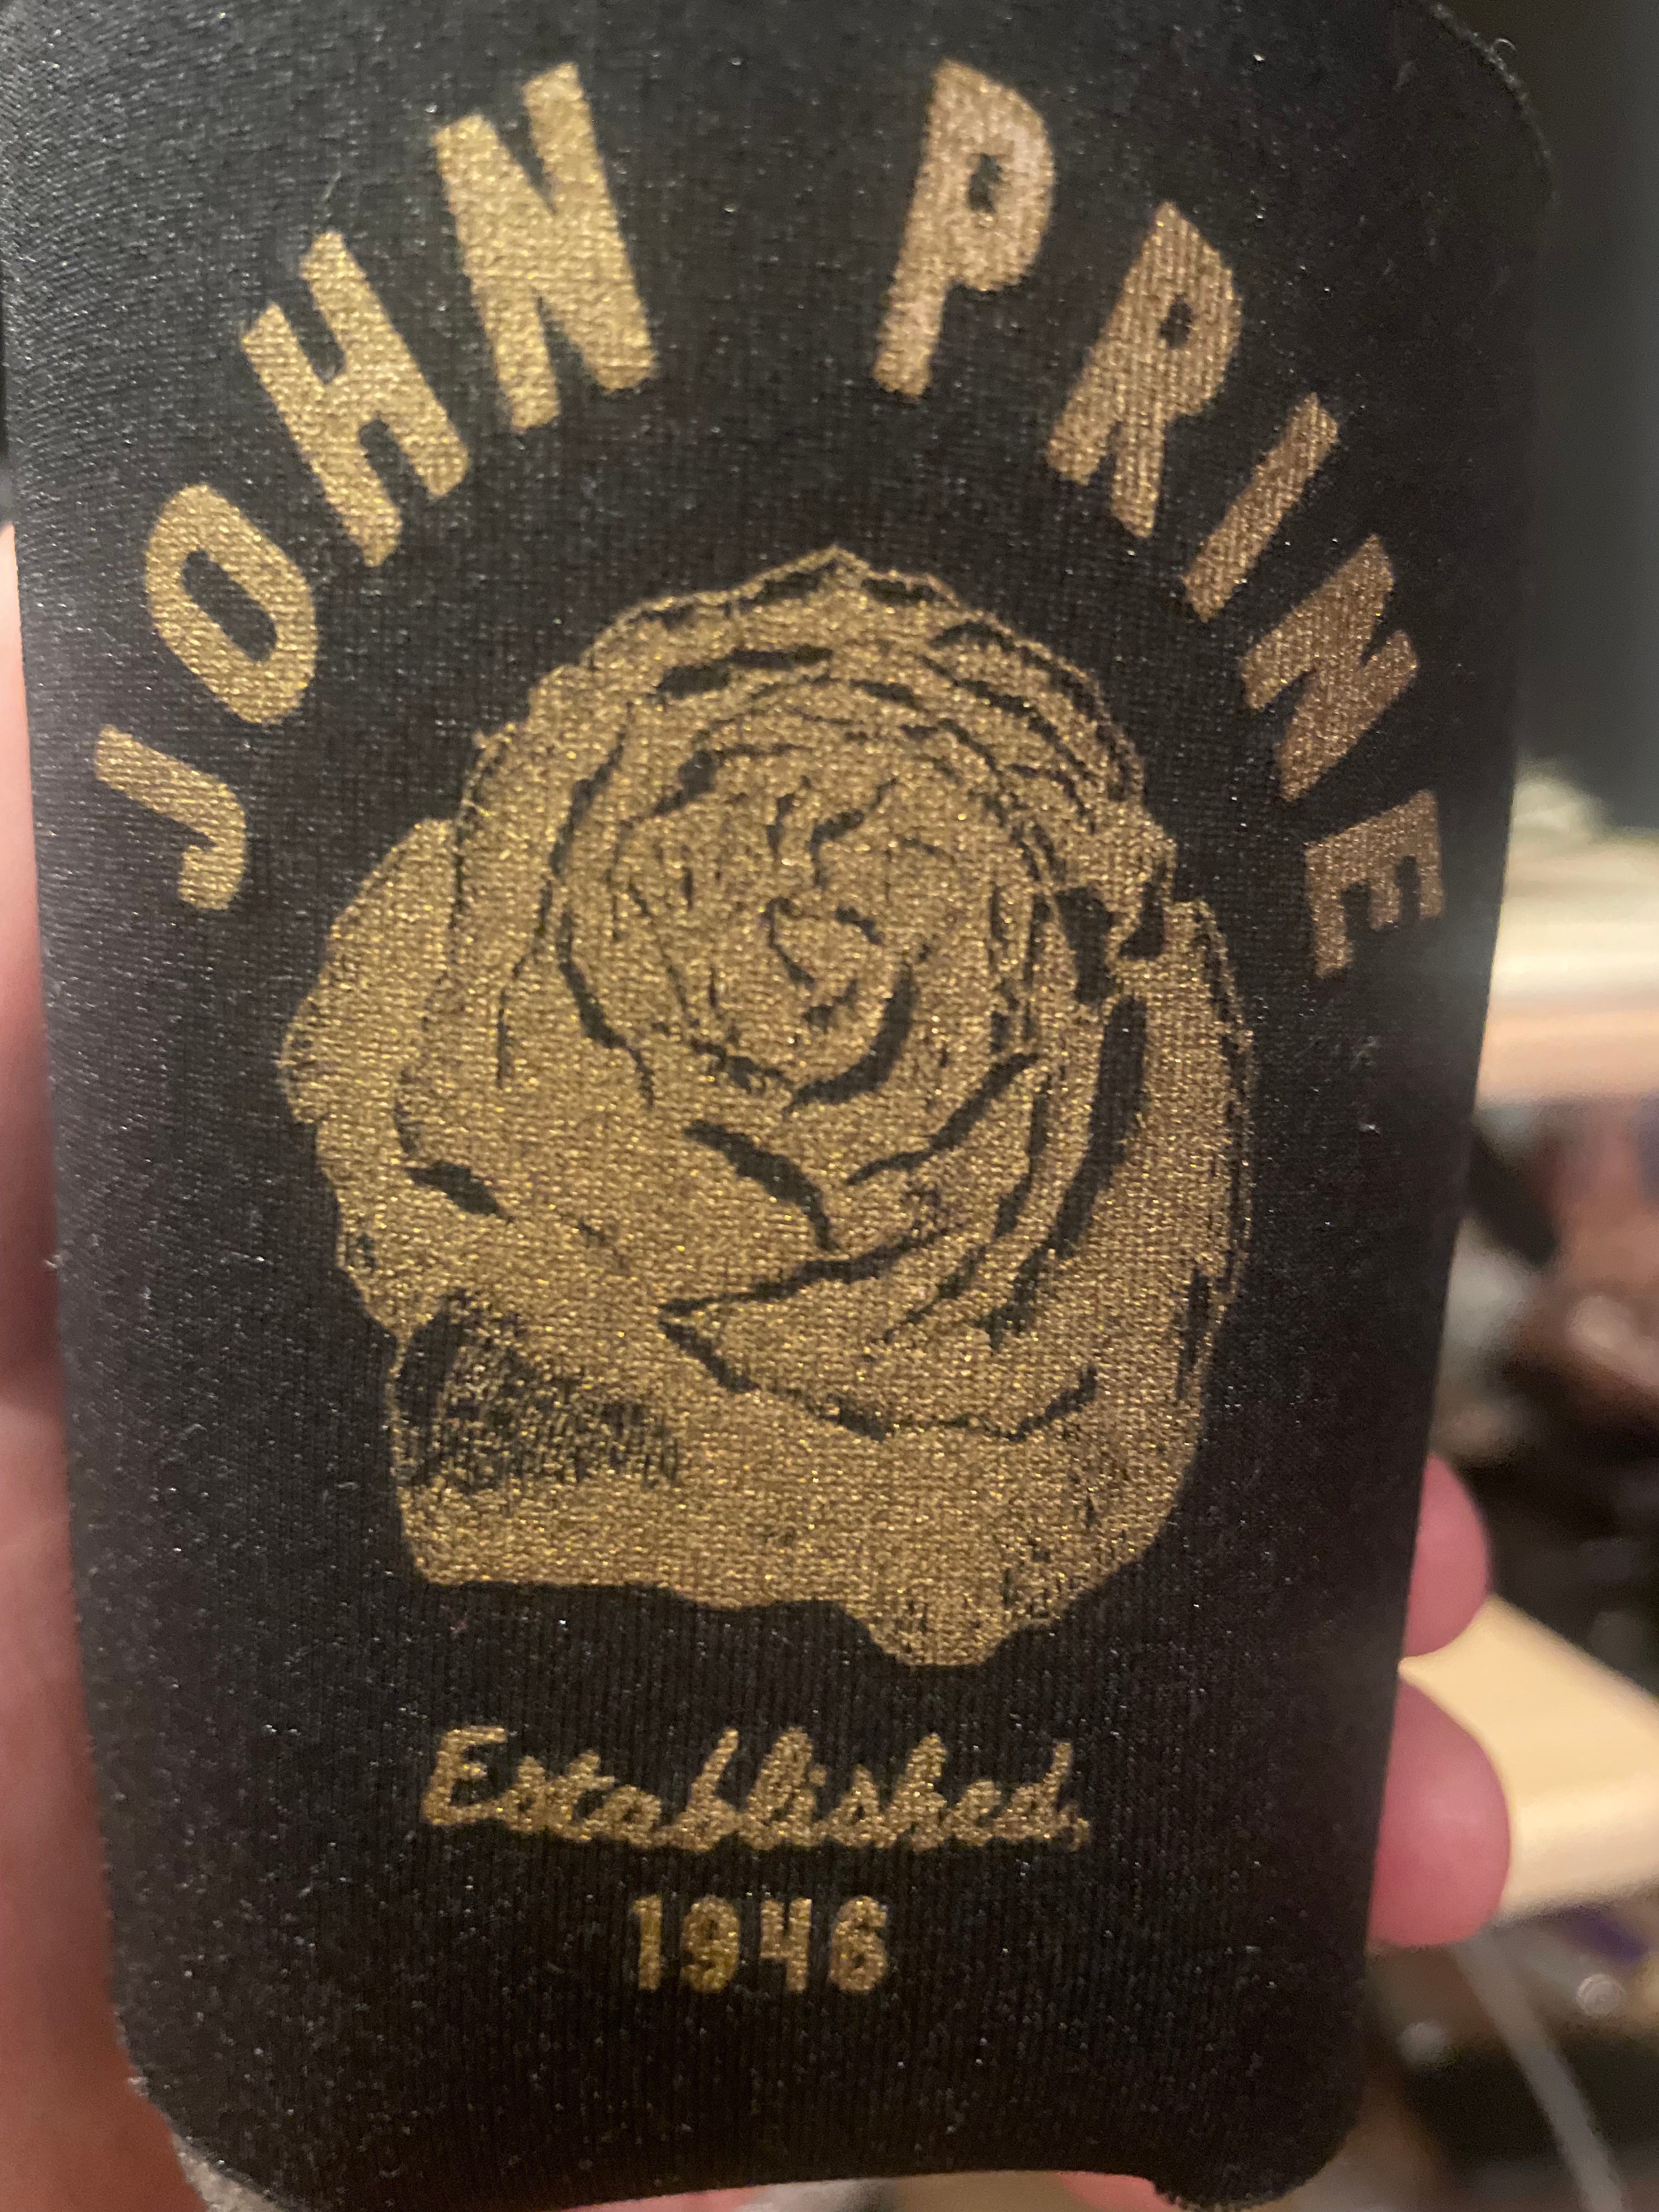 JOHN PRINE
Established
1946